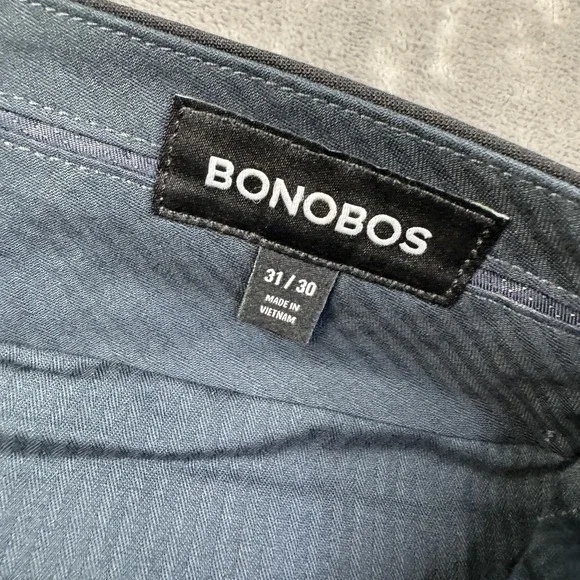 BONOBOS
31 / 30
MADE IN
VIETNAM